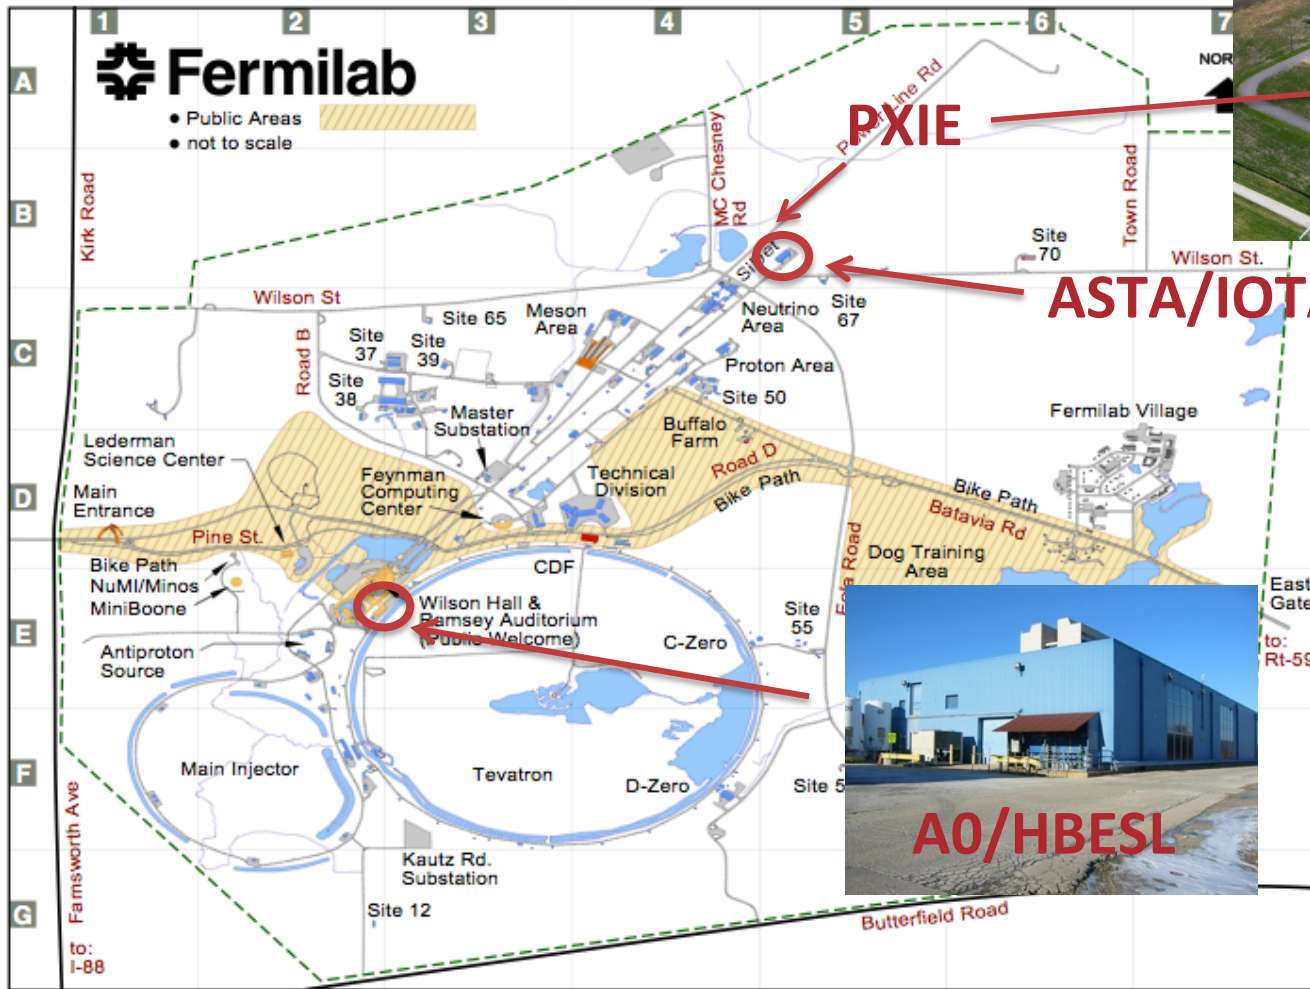 1 2 3 4 5 6 7
A
Fermilab
• Public Areas
• not to scale
NOR
Power Line Rd
PXIE
MC Chesney
Rd
Town Road
Kirk Road
B
Site
70
Wilson St.
Wilson St
ASTA/IOTA
Site 65
Meson
Area
Neutrino
Area
Site
67
Road B
Site
37
Site
39
C
Proton Area
Site
38
Site 50
Master
Substation
Buffalo
Farm
Fermilab Village
Lederman
Science Center
Feynman
Computing
Center
Technical
Division
Road D
Bike Path
Bike Path
D
Main
Entrance
Batavia Rd
Pine St.
Dog Training
Area
Road
Bike Path
NuMI/Minos
MiniBoone
CDF
East
Gate
Wilson Hall &
Ramsey Auditorium
(Public Welcome)
Site
55
E
C-Zero
to:
Rt-59
Antiproton
Source
Main Injector
Tevatron
D-Zero
Site 5
F
Farnsworth Ave
A0/HBESL
Kautz Rd.
Substation
Site 12
G
Butterfield Road
to:
I-88